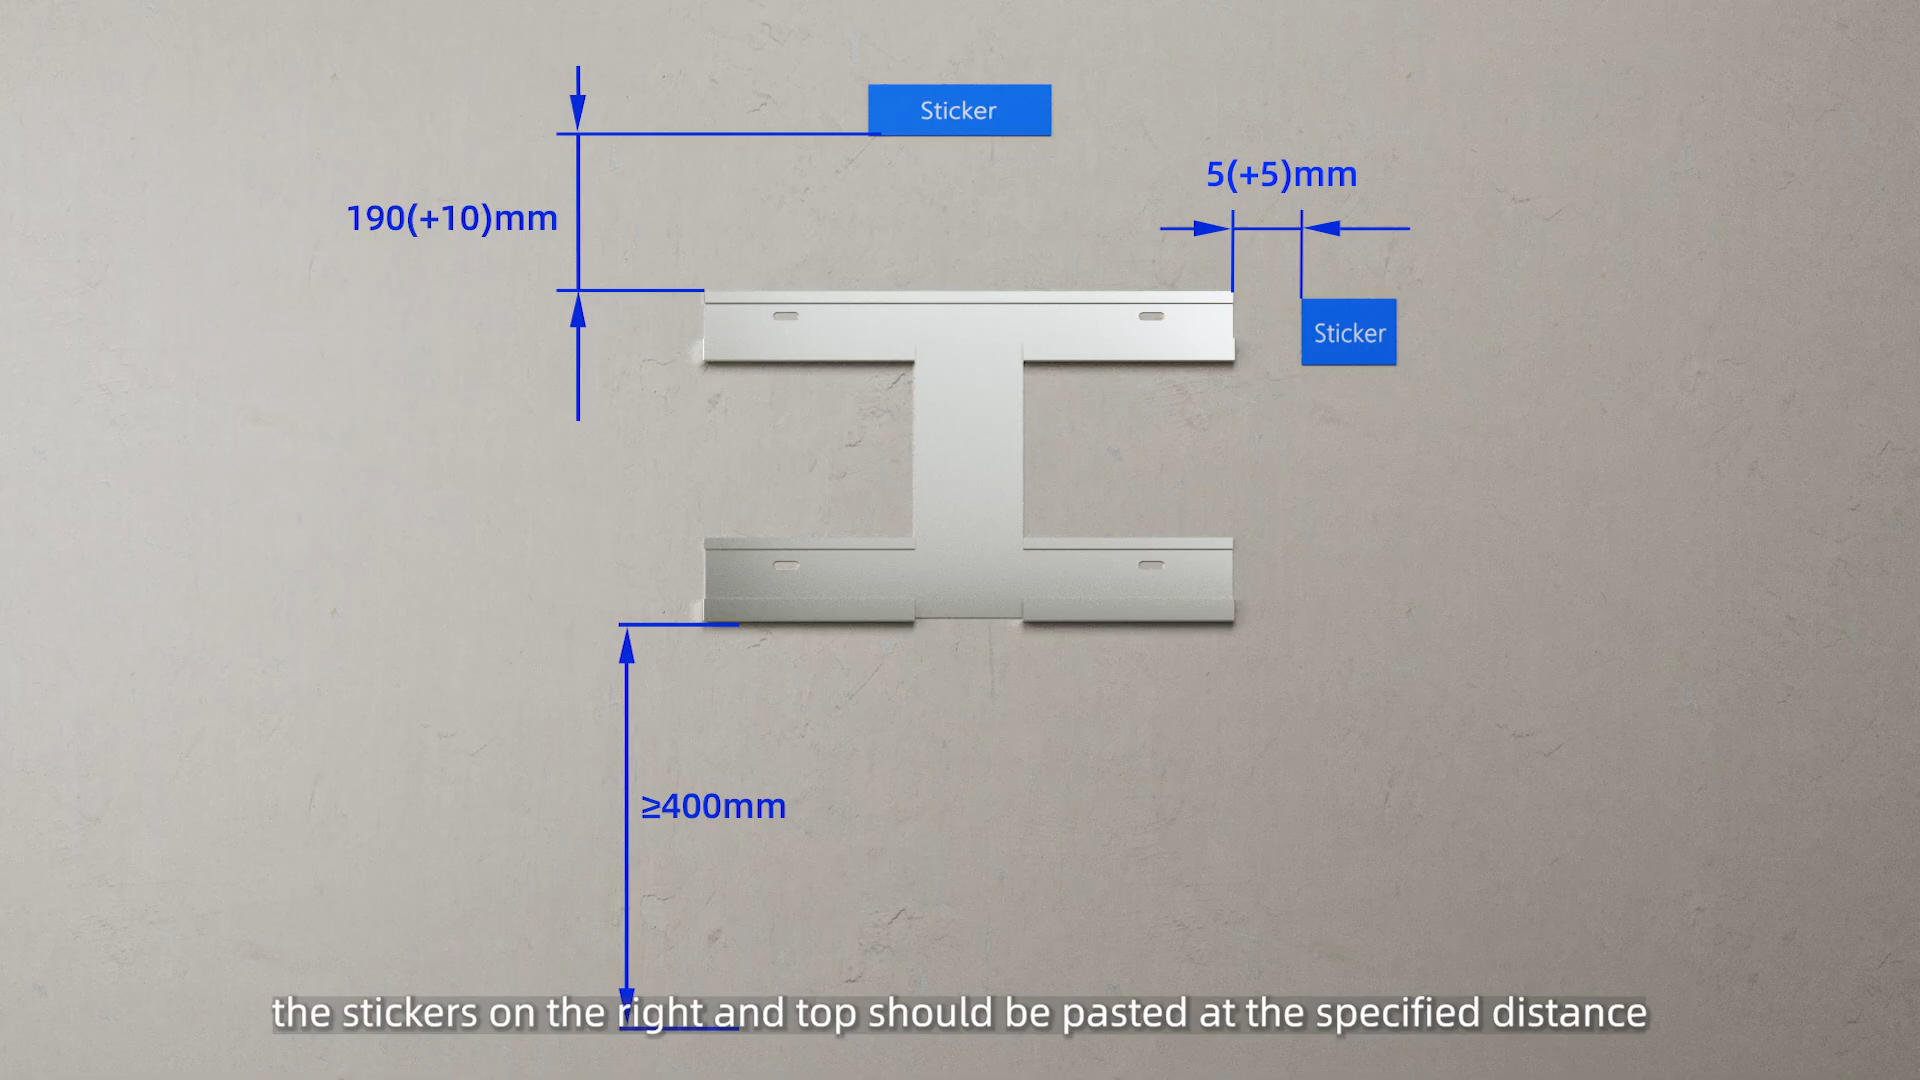 Sticker
5(+5)mm
190(+10)mm
Sticker
≥400mm
the stickers on the right and top should be pasted at the specified distance